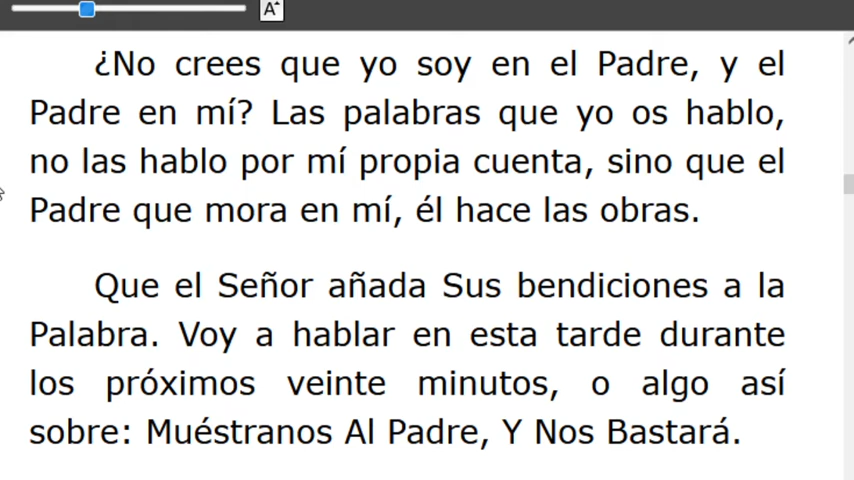 A
¿No crees que yo soy en el Padre, y el
Padre en mí? Las palabras que yo os hablo,
no las hablo por mí propia cuenta, sino que el
Padre que mora en mí, él hace las obras.
Que el Señor añada Sus bendiciones a la
Palabra. Voy a hablar en esta tarde durante
los próximos veinte minutos, o algo así
sobre: Muéstranos Al Padre, Y Nos Bastará.